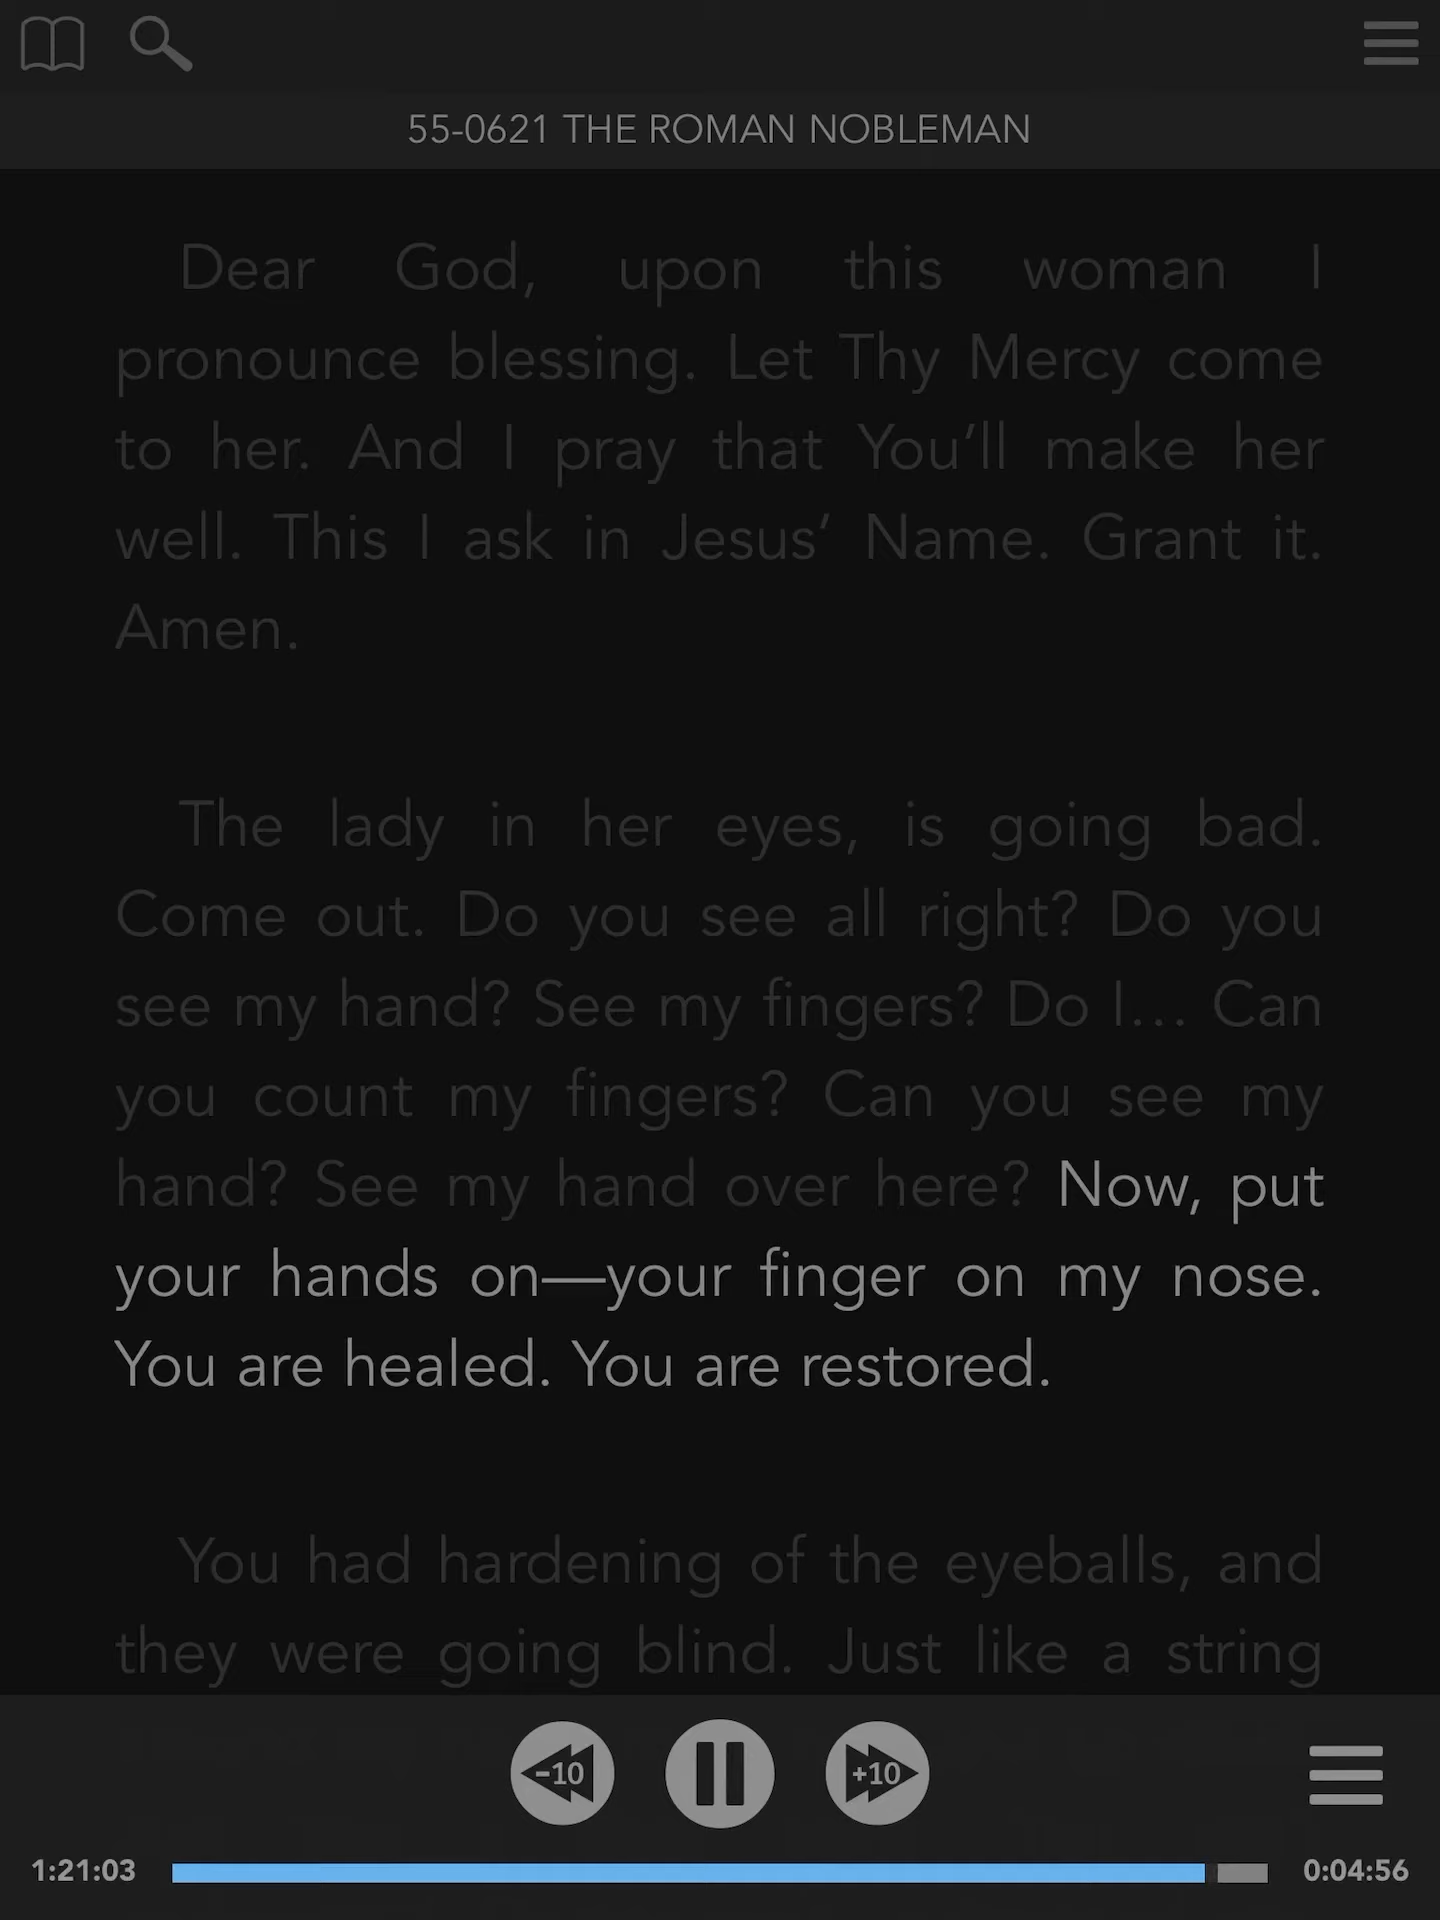 55-0621 THE ROMAN NOBLEMAN
Dear God, upon this woman I
pronounce blessing. Let Thy Mercy come
to her. And I pray that You’ll make her
well. This I ask in Jesus’ Name. Grant it.
Amen.
The lady in her eyes, is going bad.
Come out. Do you see all right? Do you
see my hand? See my fingers? Do I… Can
you count my fingers? Can you see my
hand? See my hand over here? Now, put
your hands on—your finger on my nose.
You are healed. You are restored.
You had hardening of the eyeballs, and
they were going blind. Just like a string
-10 +10
1:21:03 0:04:56